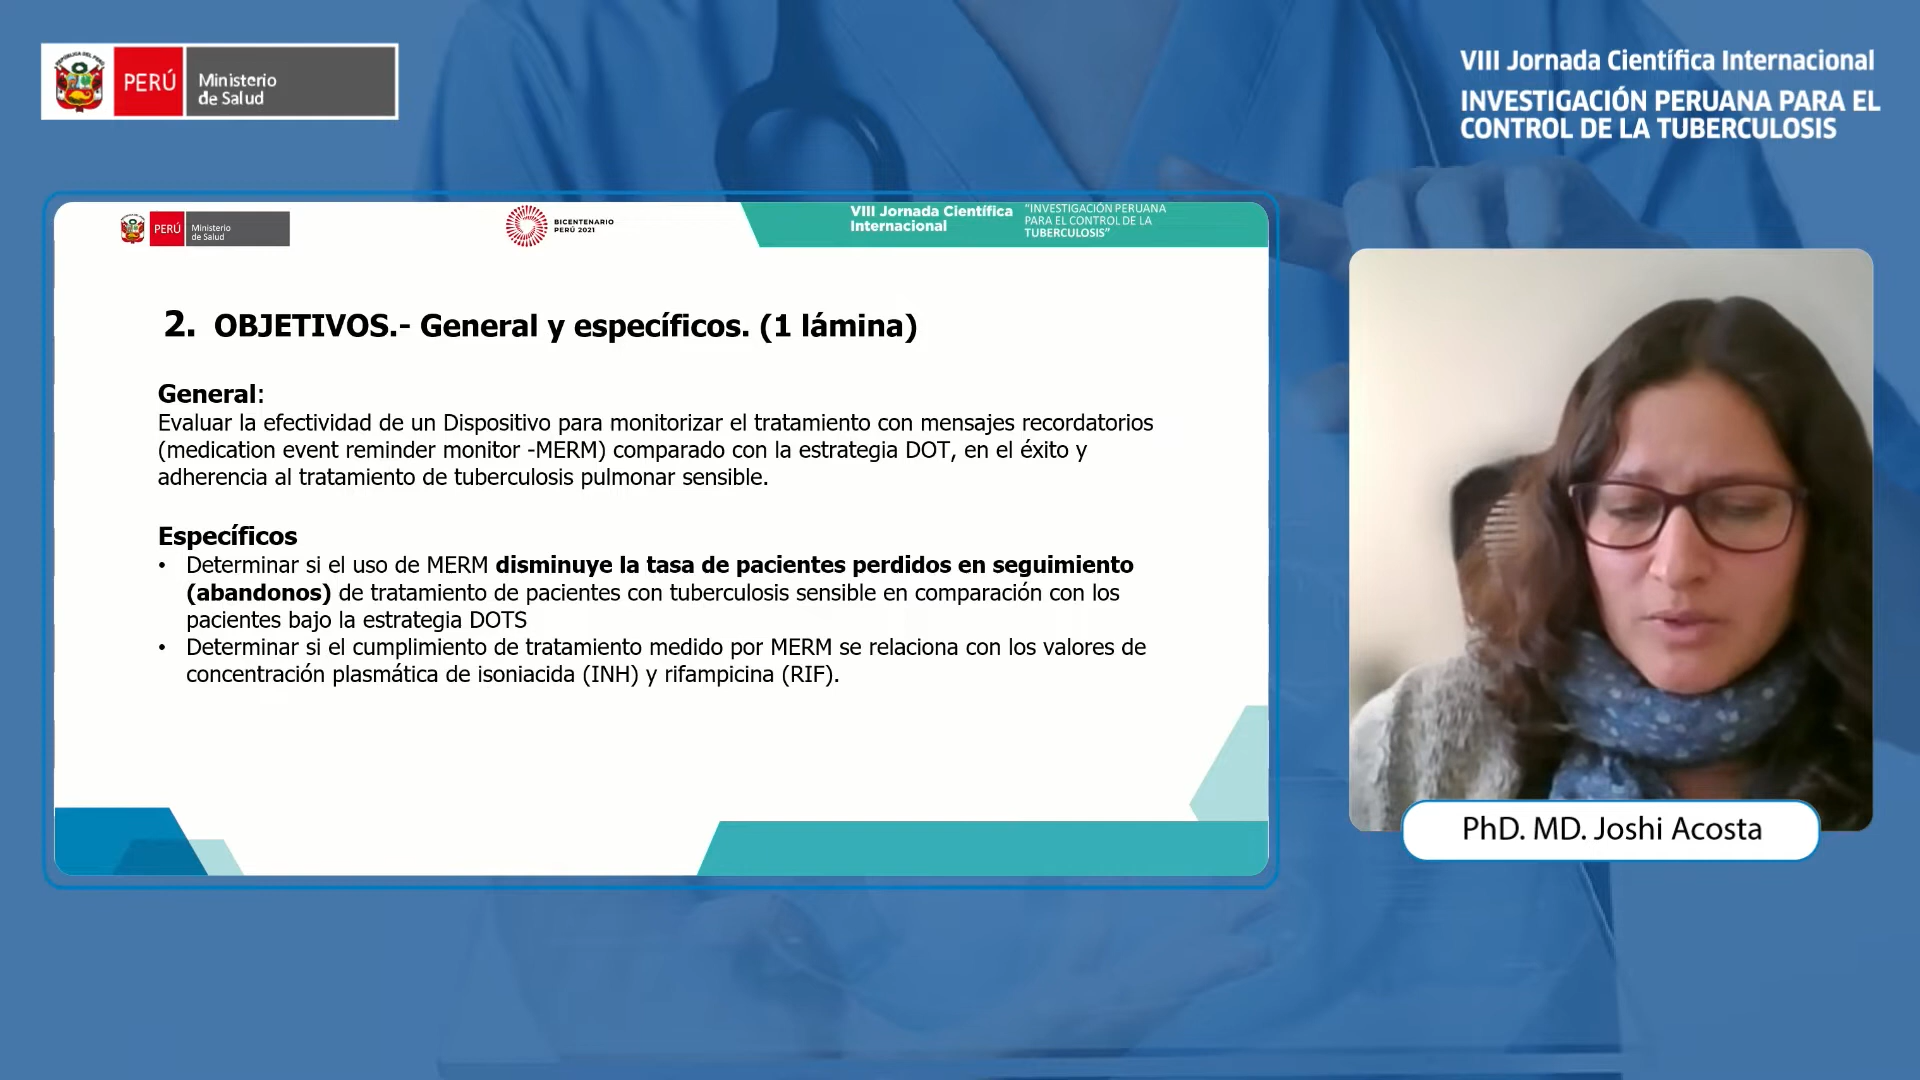 PERÚ
Ministerio
de Salud
VIII Jornada Científica Internacional
INVESTIGACIÓN PERUANA PARA EL
CONTROL DE LA TUBERCULOSIS
PERÚ
Ministerio
de Salud
BICENTENARIO
PERÚ 2021
VIII Jornada Científica
Internacional
"INVESTIGACIÓN PERUANA
PARA EL CONTROL DE LA
TUBERCULOSIS"
2. OBJETIVOS.- General y específicos. (1 lámina)
General:
Evaluar la efectividad de un Dispositivo para monitorizar el tratamiento con mensajes recordatorios
(medication event reminder monitor -MERM) comparado con la estrategia DOT, en el éxito y
adherencia al tratamiento de tuberculosis pulmonar sensible.
Específicos
• Determinar si el uso de MERM disminuye la tasa de pacientes perdidos en seguimiento
(abandonos) de tratamiento de pacientes con tuberculosis sensible en comparación con los
pacientes bajo la estrategia DOTS
• Determinar si el cumplimiento de tratamiento medido por MERM se relaciona con los valores de
concentración plasmática de isoniacida (INH) y rifampicina (RIF).
PhD. MD. Joshi Acosta